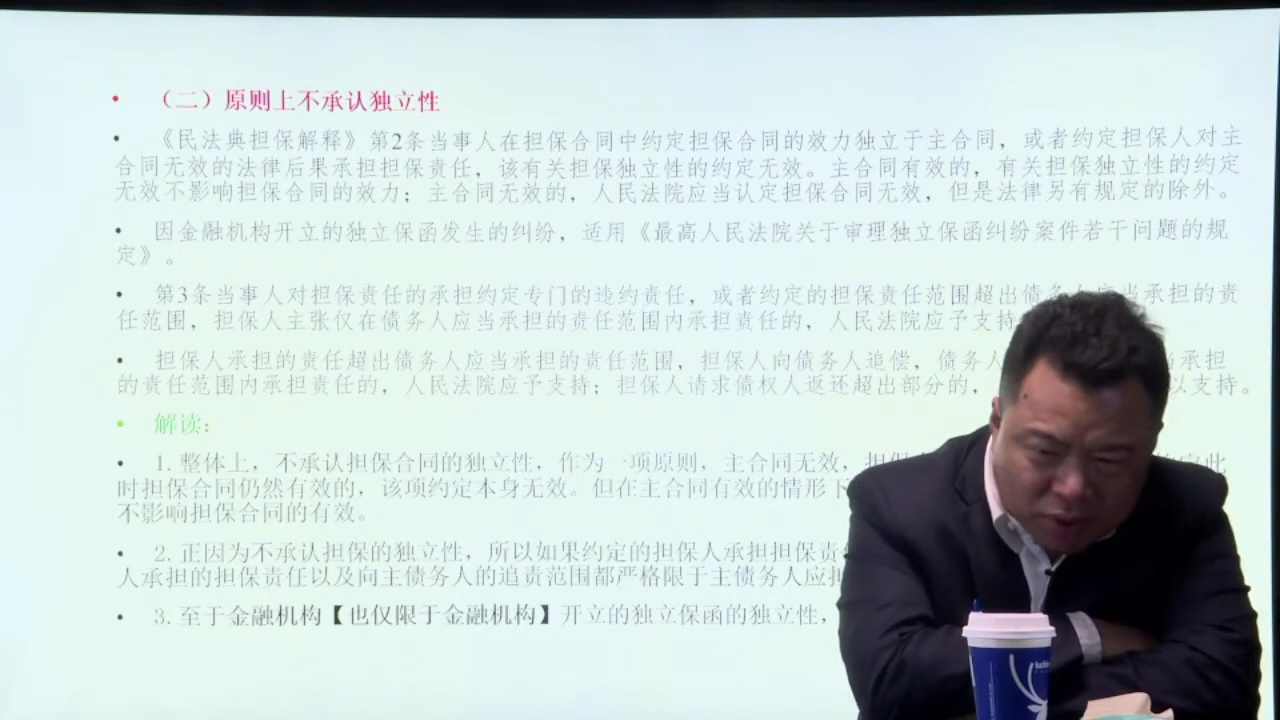 • （二）原则上不承认独立性
• 《民法典担保解释》第2条当事人在担保合同中约定担保合同的效力独立于主合同，或者约定担保人对主
合同无效的法律后果承担担保责任，该有关担保独立性的约定无效。主合同有效的，有关担保独立性的约定
无效不影响担保合同的效力；主合同无效的，人民法院应当认定担保合同无效，但是法律另有规定的除外。
• 因金融机构开立的独立保函发生的纠纷，适用《最高人民法院关于审理独立保函纠纷案件若干问题的规
定》。
• 第3条当事人对担保责任的承担约定专门的违约责任，或者约定的担保责任范围超出债务人应当承担的责
任范围，担保人主张仅在债务人应当承担的责任范围内承担责任的，人民法院应予支持
• 担保人承担的责任超出债务人应当承担的责任范围，担保人向债务人追偿，债务人 当承担
的责任范围内承担责任的，人民法院应予支持；担保人请求债权人返还超出部分的， 以支持。
• 解读：
• 1. 整体上，不承认担保合同的独立性，作为一项原则，主合同无效，担保 此
时担保合同仍然有效的，该项约定本身无效。但在主合同有效的情形下
不影响担保合同的有效。
• 2. 正因为不承认担保的独立性，所以如果约定的担保人承担担保责
人承担的担保责任以及向主债务人的追责范围都严格限于主债务人应担
• 3. 至于金融机构【也仅限于金融机构】开立的独立保函的独立性，
luckin